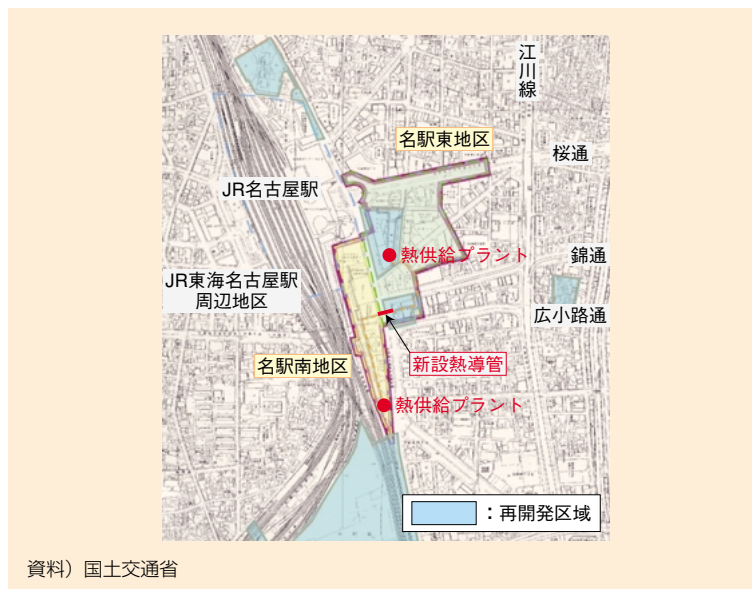 江川線
名駅東地区
桜通
JR名古屋駅
熱供給プラント
錦通
JR東海名古屋駅
周辺地区
広小路通
名駅南地区
新設熱導管
熱供給プラント
：再開発区域
資料）国土交通省